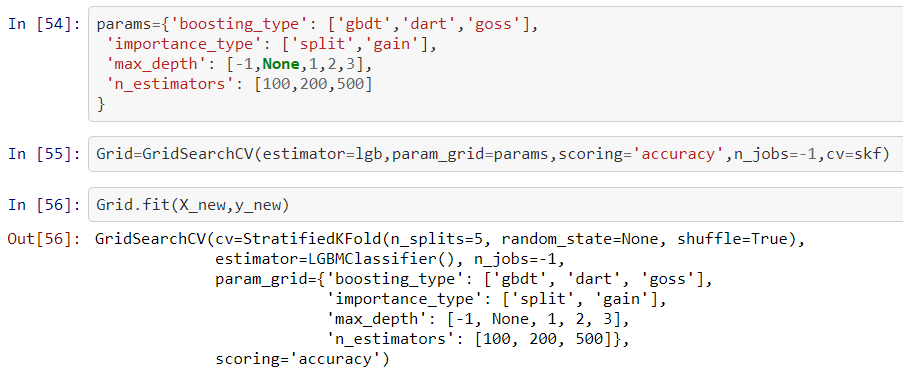 In [54]: params={'boosting_type': ['gbdt','dart','goss'],
'importance_type': ['split','gain'],
'max_depth': [-1,None,1,2,3],
'n_estimators': [100,200,500]
}
In [55]: Grid=GridSearchCV(estimator=lgb,param_grid=params,scoring='accuracy',n_jobs=-1,cv=skf)
In [56]: Grid.fit(X_new,y_new)
Out[56]: GridSearchCV(cv=StratifiedKFold(n_splits=5, random_state=None, shuffle=True),
estimator=LGBMClassifier(), n_jobs=-1,
param_grid={'boosting_type': ['gbdt', 'dart', 'goss'],
'importance_type': ['split', 'gain'],
'max_depth': [-1, None, 1, 2, 3],
'n_estimators': [100, 200, 500]},
scoring='accuracy')